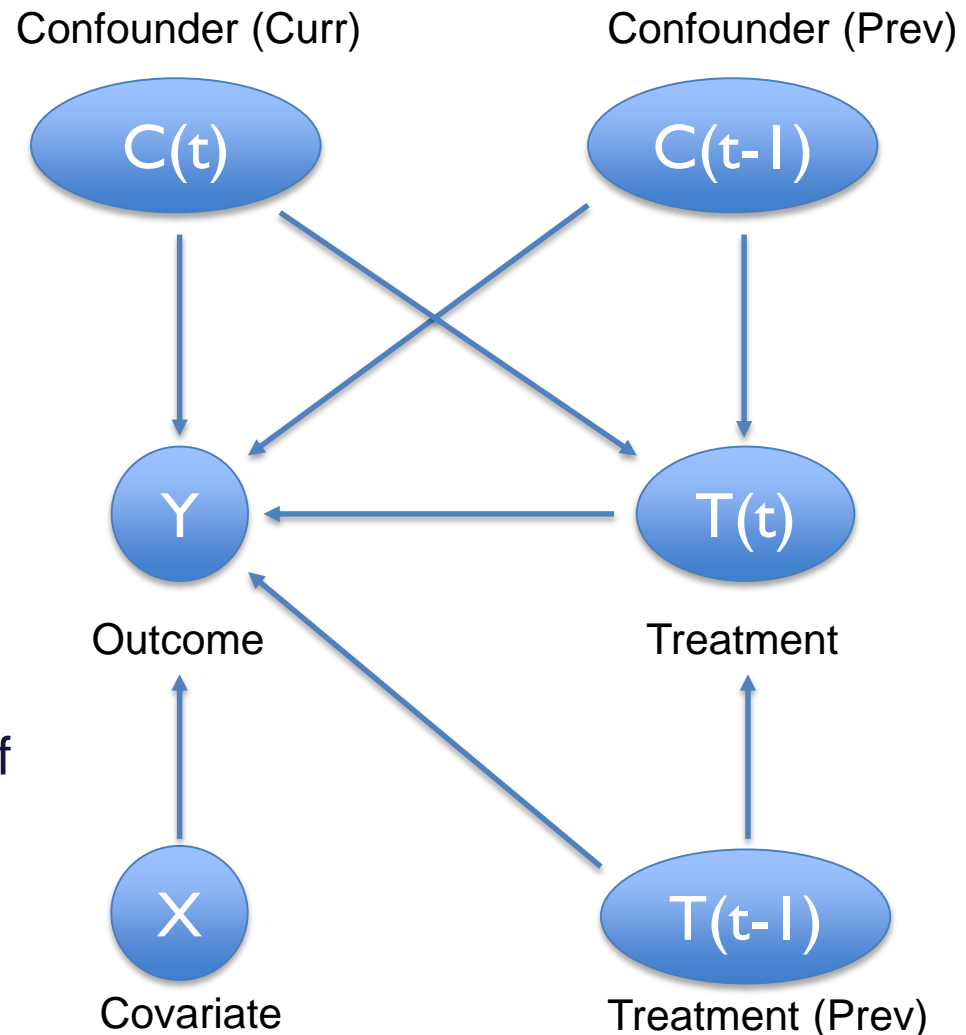 Confounder (Curr)
Confounder (Prev)
C(t)
C(t-1)
Y
T(t)
Outcome
Treatment
f
X
T(t-1)
Covariate
Treatment (Prev)